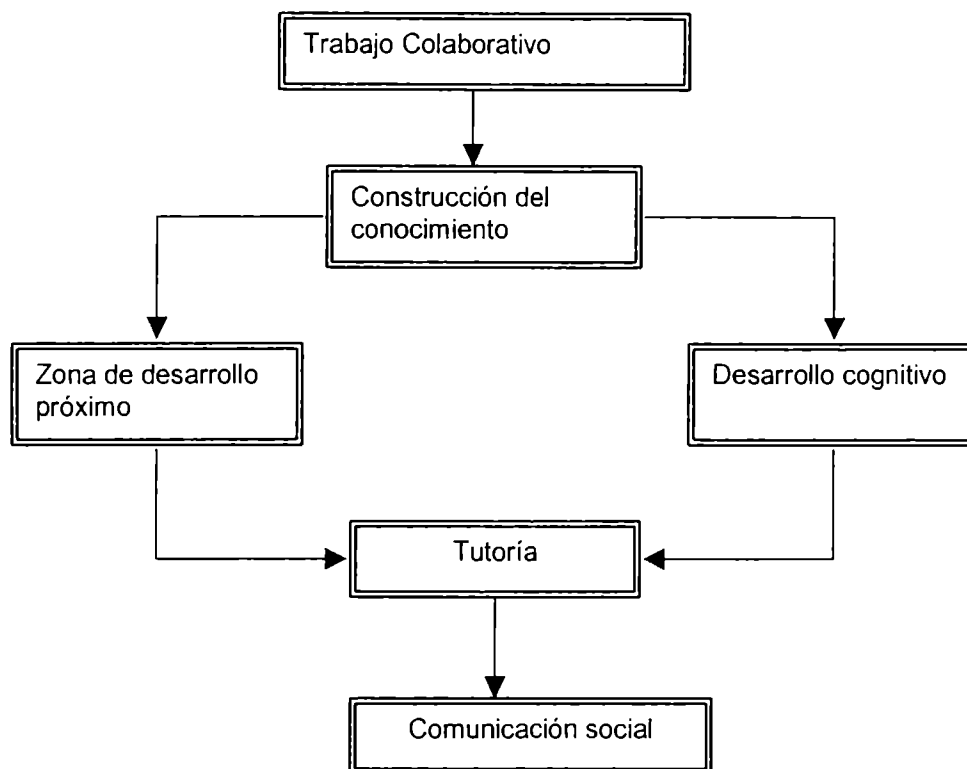 Trabajo Colaborativo
Construcción del
conocimiento
Zona de desarrollo
próximo
Desarrollo cognitivo
Tutoría
Comunicación social